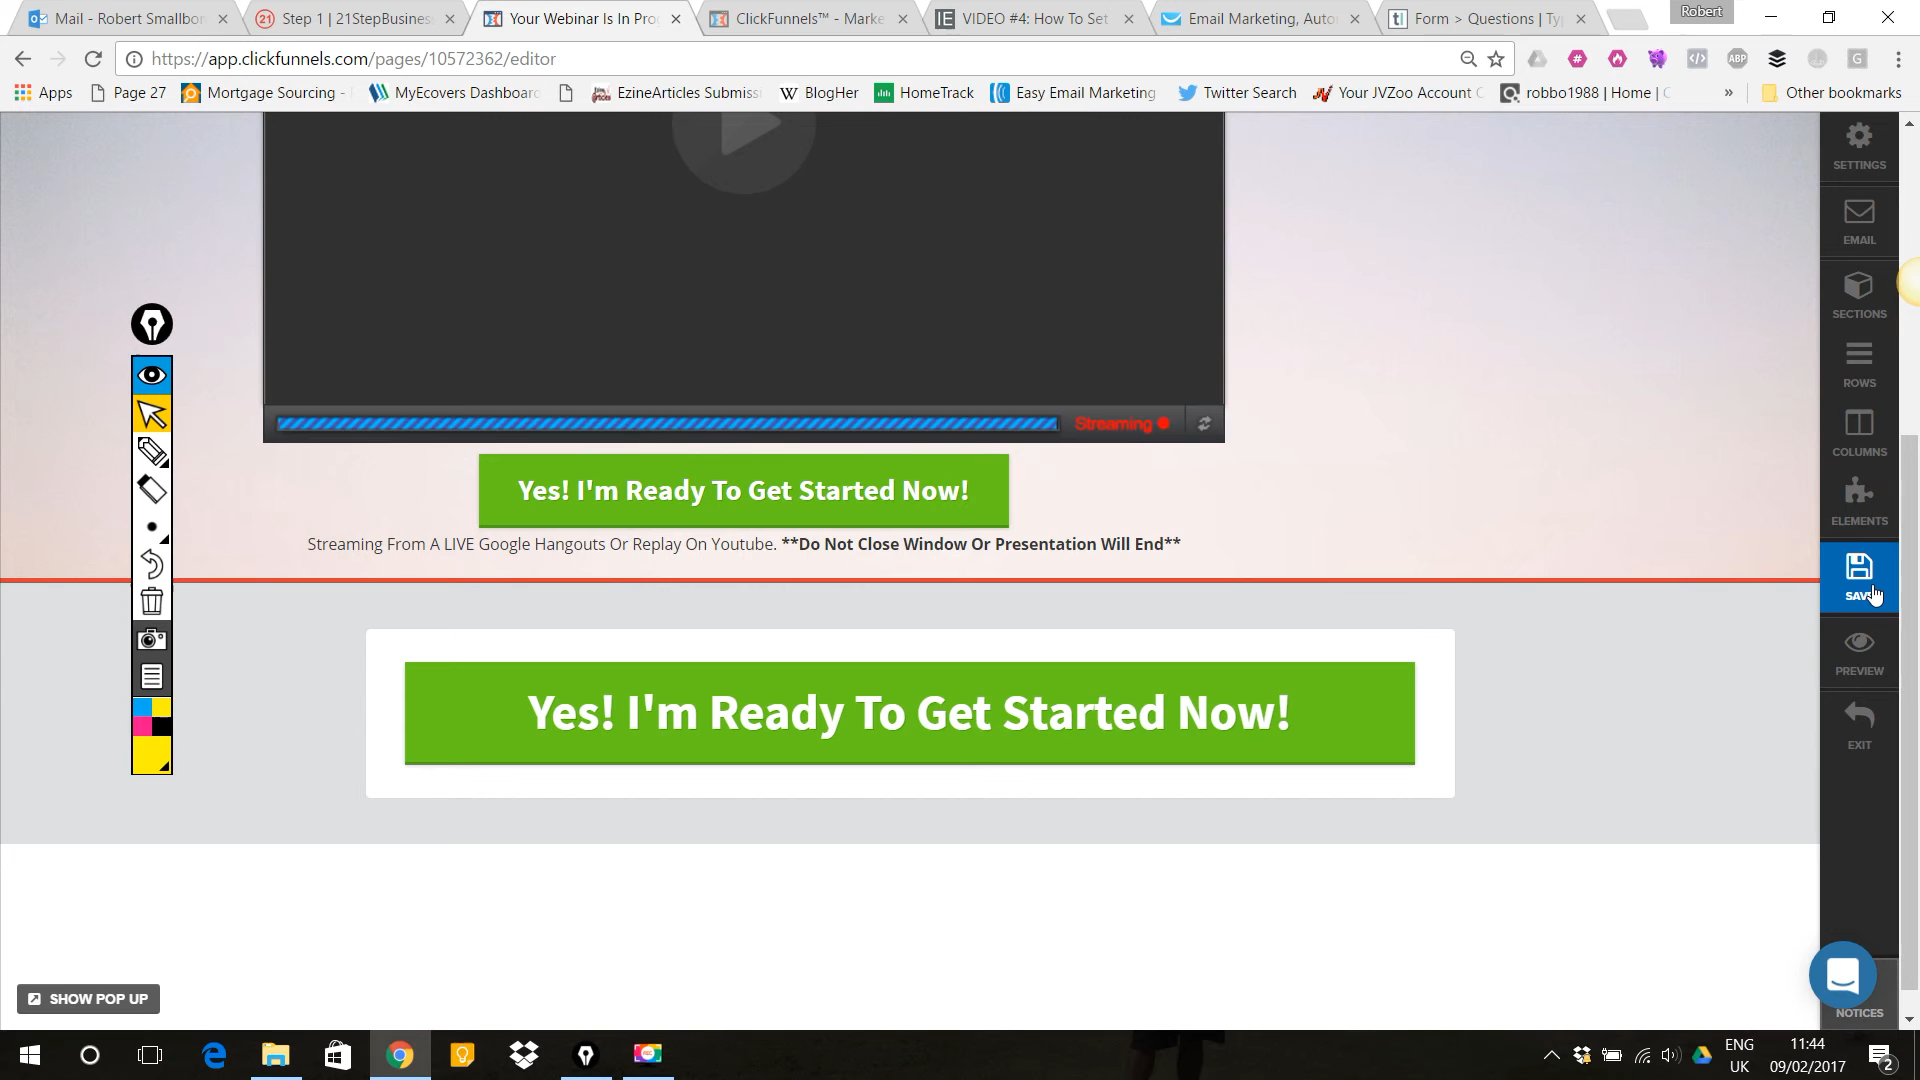 Mail - Robert Smallbon
Step 1 | 21StepBusines
Your Webinar Is In Pro
ClickFunnels™ - Marke
VIDEO #4: How To Set
Email Marketing, Auto
Form > Questions | Ty
Robert
https://app.clickfunnels.com/pages/10572362/editor
ABP
G
Apps
Page 27
Mortgage Sourcing -
MyEcovers Dashboar
EzineArticles Submiss
BlogHer
HomeTrack
Easy Email Marketing
Twitter Search
Your JVZoo Account
robbo1988 | Home |
»
Other bookmarks
SETTINGS
EMAIL
SECTIONS
ROWS
COLUMNS
ELEMENTS
SAVE
PREVIEW
EXIT
Streaming
Yes! I'm Ready To Get Started Now!
Streaming From A LIVE Google Hangouts Or Replay On Youtube. **Do Not Close Window Or Presentation Will End**
Yes! I'm Ready To Get Started Now!
SHOW POP UP
NOTICES
ENG
UK
11:44
09/02/2017
2